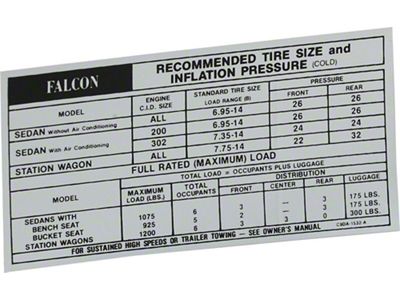 FALCON
RECOMMENDED TIRE SIZE and
INFLATION PRESSURE (COLD)
MODEL ENGINE C.I.D. SIZE STANDARD TIRE SIZE LOAD RANGE (B) PRESSURE FRONT REAR
SEDAN Without Air Conditioning ALL 6.95-14 26 26
SEDAN With Air Conditioning 200 6.95-14 26 26
302 7.35-14 24 24
STATION WAGON ALL 7.75-14 22 32
FULL RATED (MAXIMUM) LOAD
TOTAL LOAD = OCCUPANTS PLUS LUGGAGE
MODEL MAXIMUM LOAD (LBS.) TOTAL OCCUPANTS DISTRIBUTION FRONT CENTER REAR LUGGAGE
SEDANS WITH
BENCH SEAT 1075 6 3 — 3 175 LBS.
BUCKET SEAT 925 5 2 — 3 175 LBS.
STATION WAGONS 1200 6 3 3 0 300 LBS.
FOR SUSTAINED HIGH SPEEDS OR TRAILER TOWING — SEE OWNER'S MANUAL
C9DA-1532 A